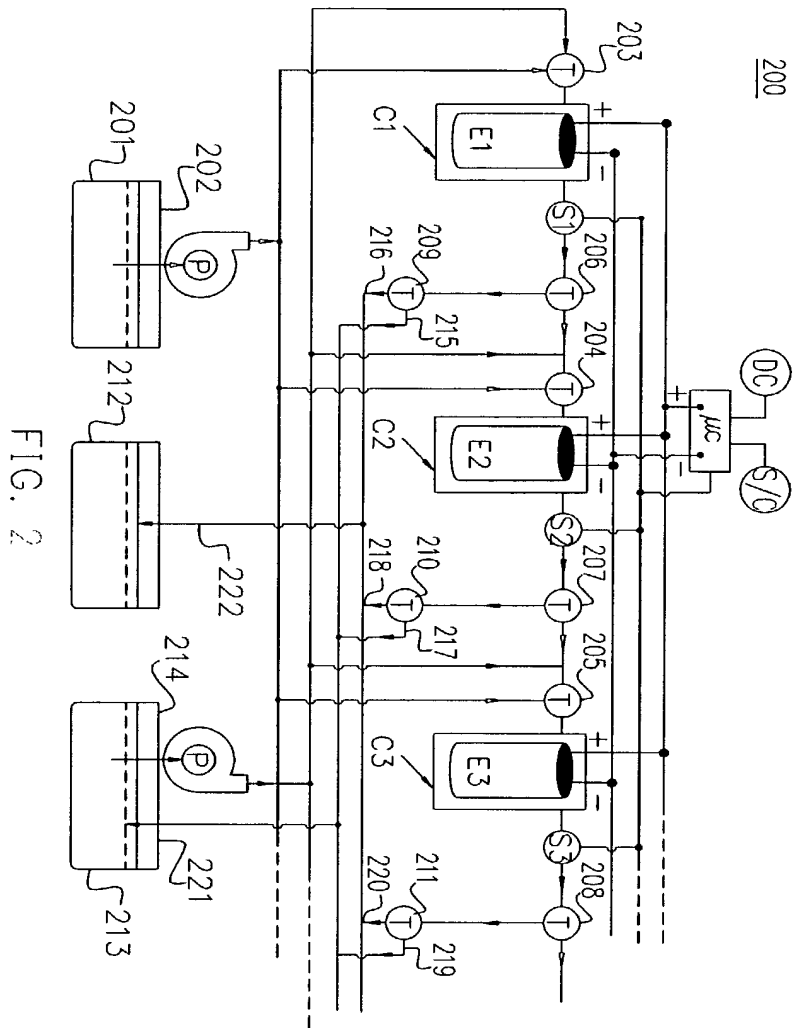 200
DC
S/C
+
μC
-
203
+
-
+
-
+
-
C1
E1
S1
206
204
C2
E2
S2
207
205
C3
E3
S3
208
T
T
T
T
T
T
209
T
216
215
210
T
218
217
211
T
220
219
201
202
P
212
222
214
P
221
213
FIG. 2